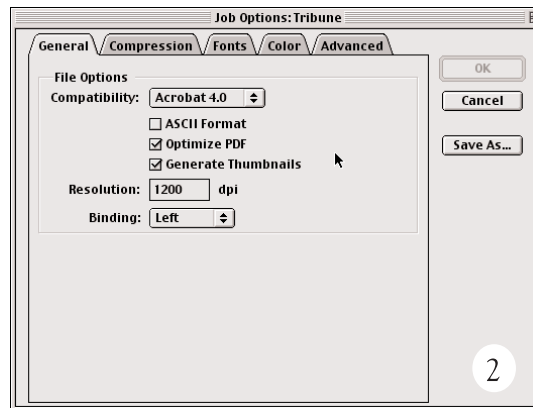 Job Options: Tribune
General Compression Fonts Color Advanced
File Options
Compatibility: Acrobat 4.0
ASCII Format
Optimize PDF
Generate Thumbnails
Resolution: 1200 dpi
Binding: Left
OK
Cancel
Save As...
2